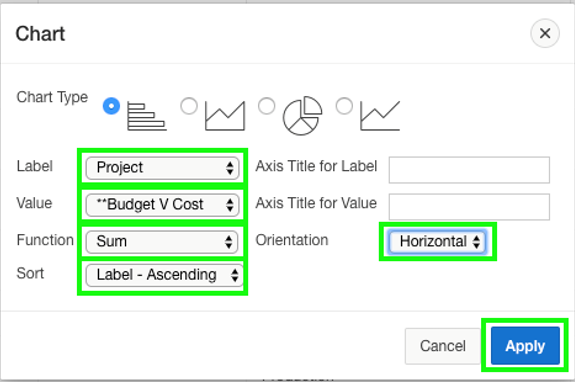 Chart
Chart Type
Label Project Axis Title for Label
Value **Budget V Cost Axis Title for Value
Function Sum Orientation Horizontal
Sort Label - Ascending
Cancel Apply
Production